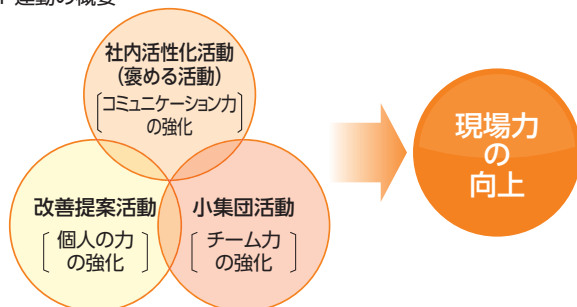 運動の概要
社内活性化活動
（褒める活動）
〔コミュニケーション力
の強化〕
改善提案活動
〔個人の力
の強化〕
小集団活動
〔チーム力
の強化〕
現場力
の
向上